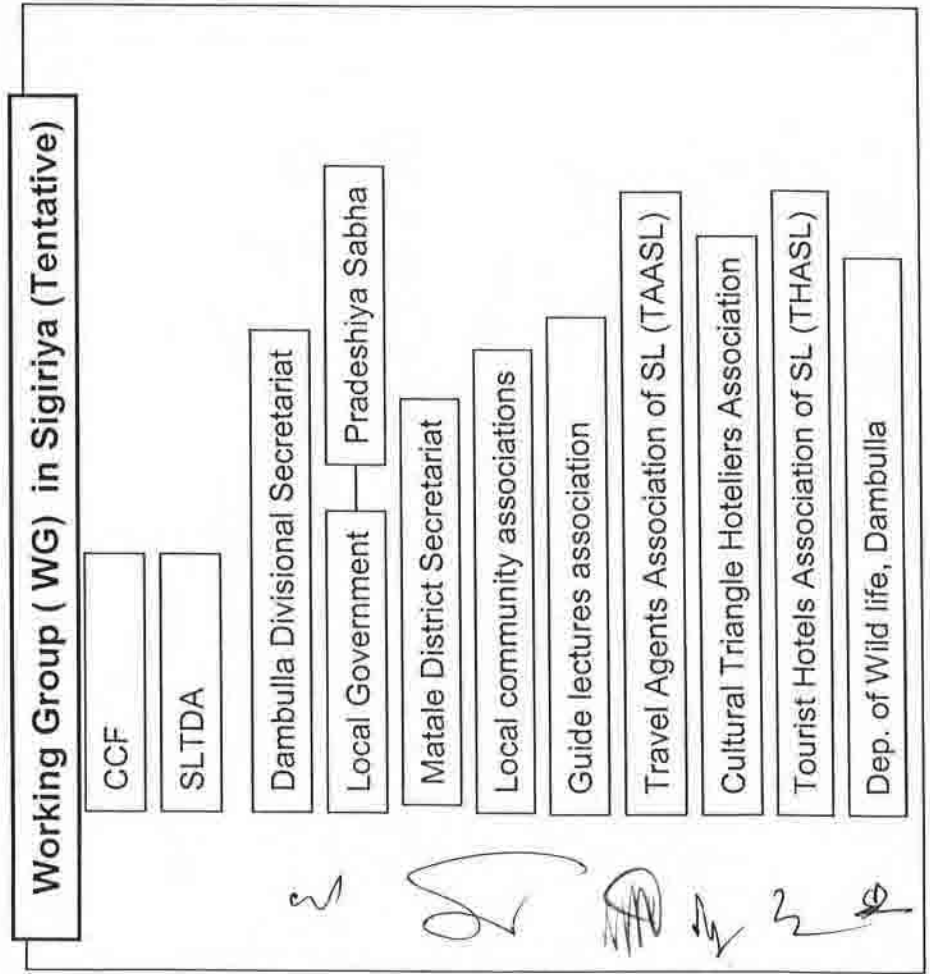 Working Group ( WG) in Sigiriya (Tentative)
CCF
SLTDA
Dambulla Divisional Secretariat
Local Government
Pradeshiya Sabha
Matale District Secretariat
Local community associations
Guide lectures association
Travel Agents Association of SL (TAASL)
Cultural Triangle Hoteliers Association
Tourist Hotels Association of SL (THASL)
Dep. of Wild life, Dambulla